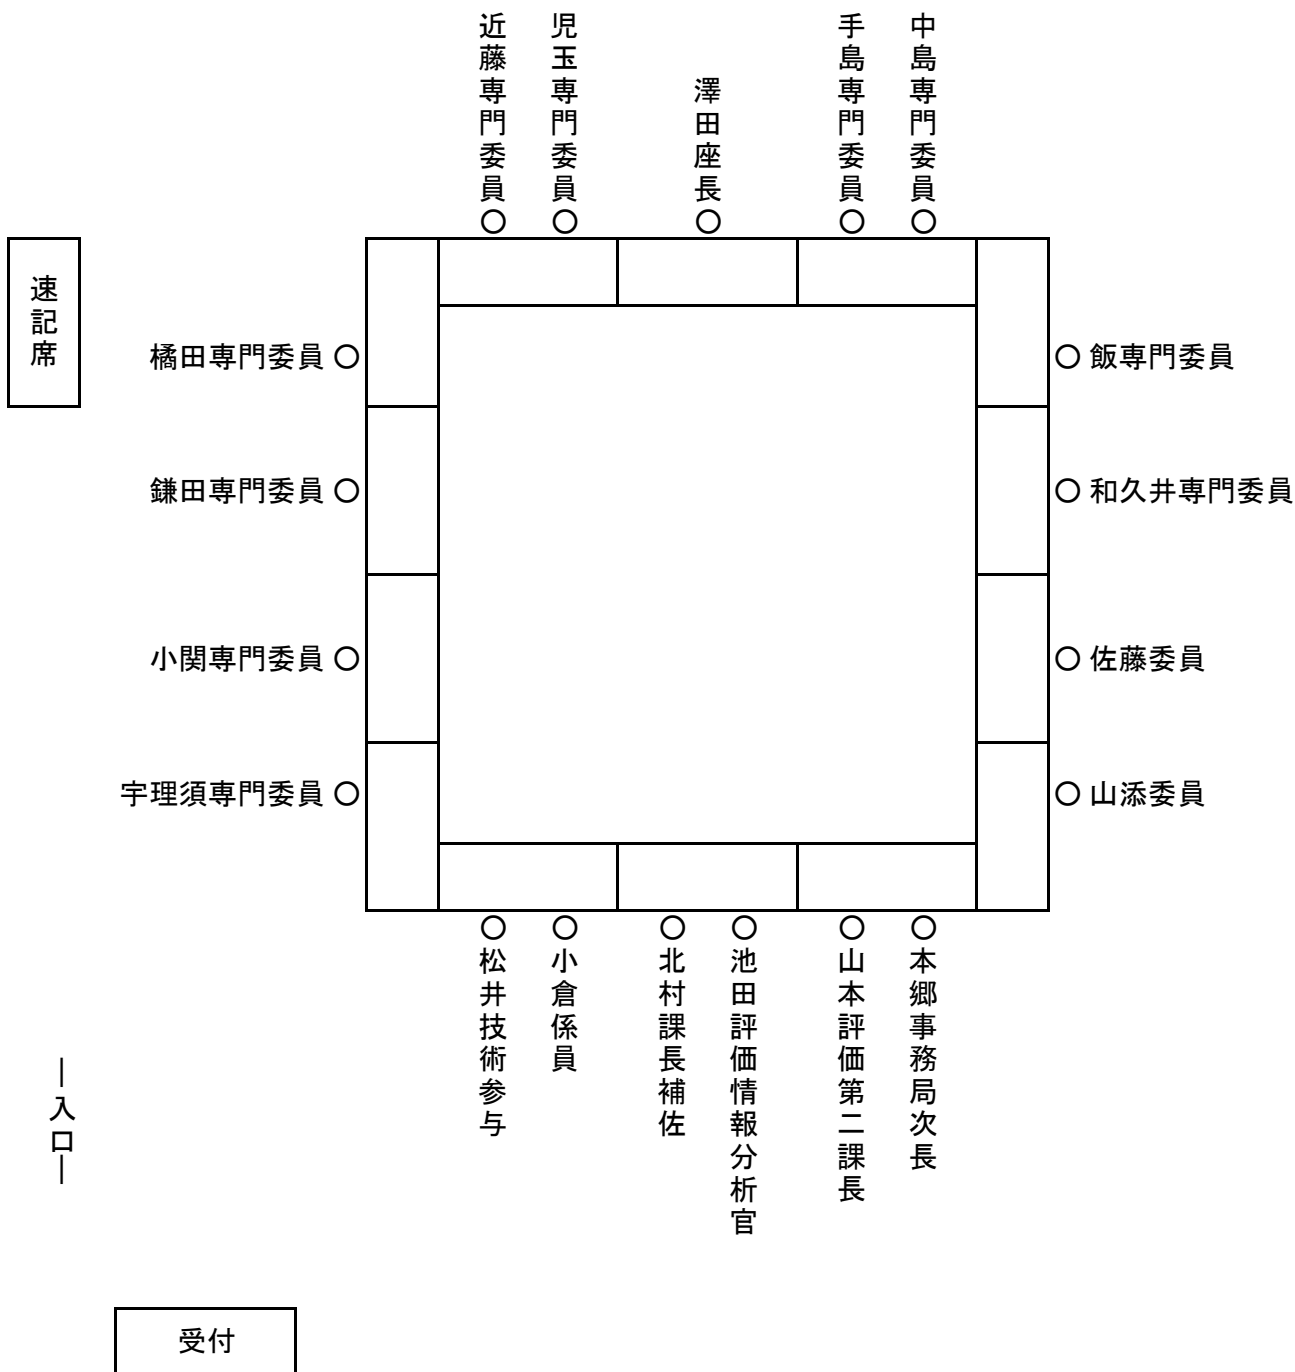 近藤専門委員
児玉専門委員
澤田座長
手島専門委員
中島専門委員
速記席
橘田専門委員
飯専門委員
鎌田専門委員
和久井専門委員
小関専門委員
佐藤委員
宇理須専門委員
山添委員
松井技術参与
小倉係員
北村課長補佐
池田評価情報分析官
山本評価第二課長
本郷事務局次長
入口
受付